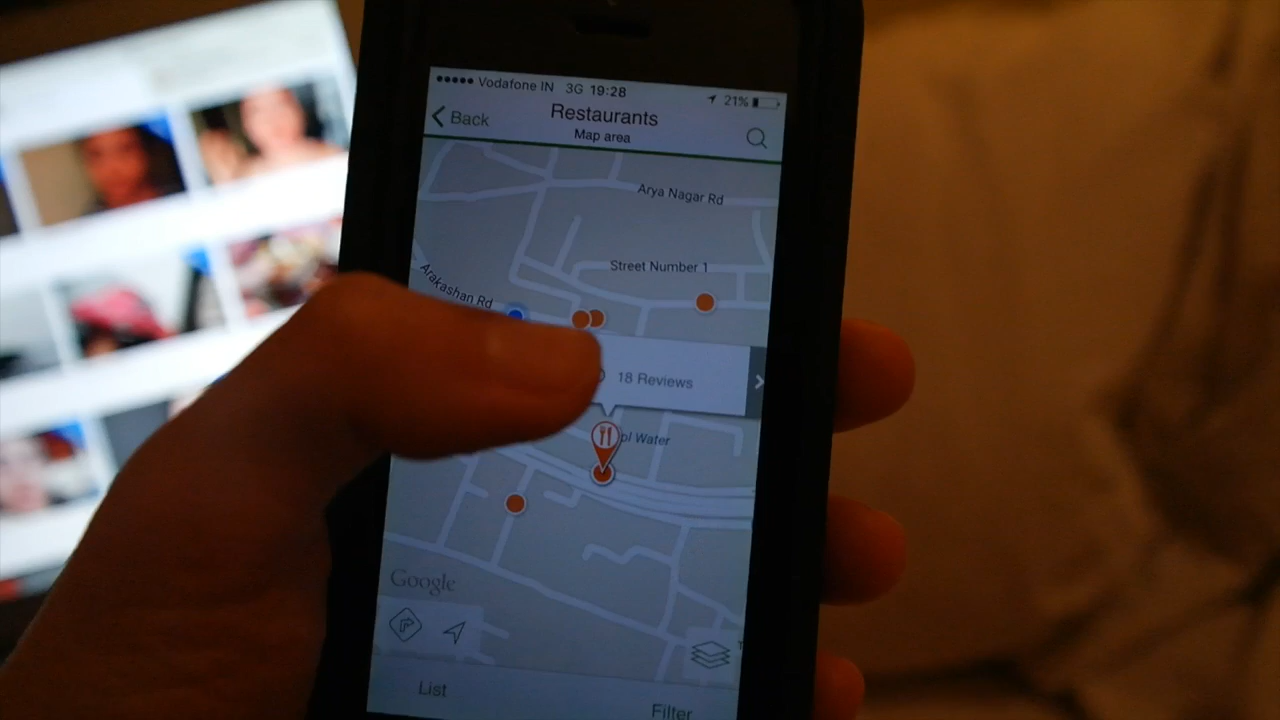 Vodafone IN 3G 19:28 21%
Back Restaurants
Map area
Arya Nagar Rd
Street Number 1
Arakashan Rd
18 Reviews
Water
Google
List Filter